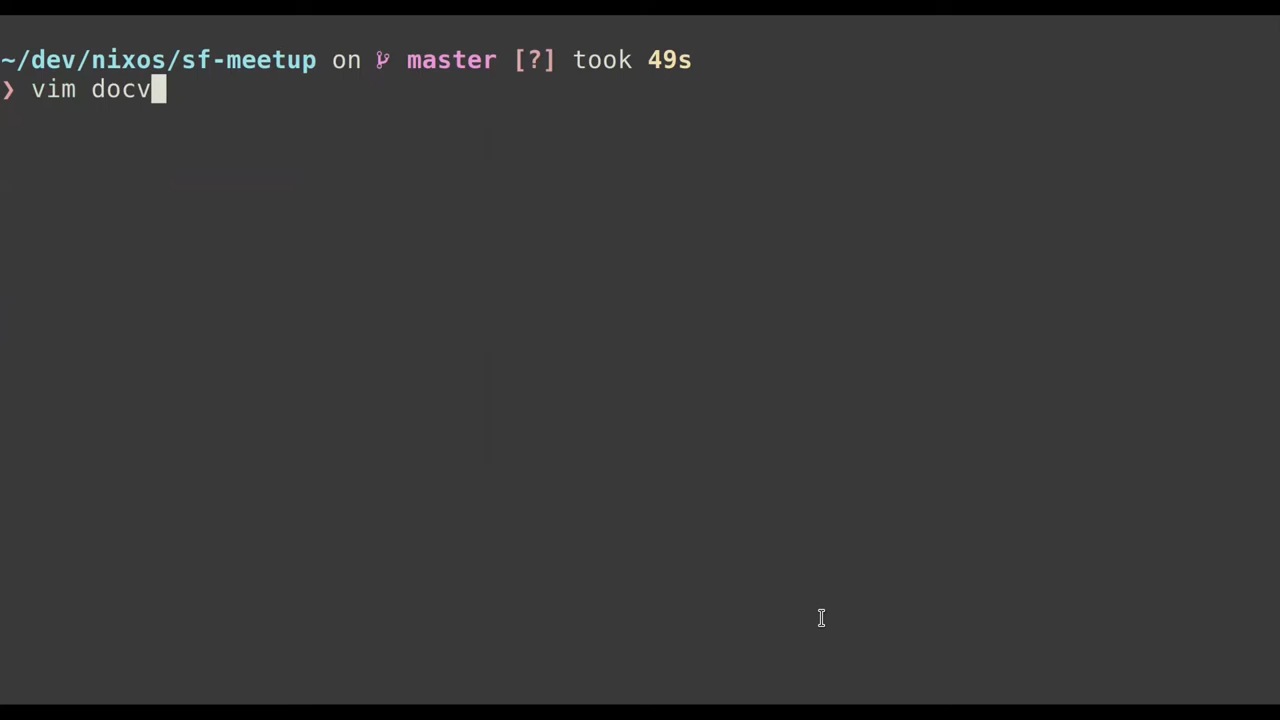 ~/dev/nixos/sf-meetup on  master [?] took 49s
❯ vim docv